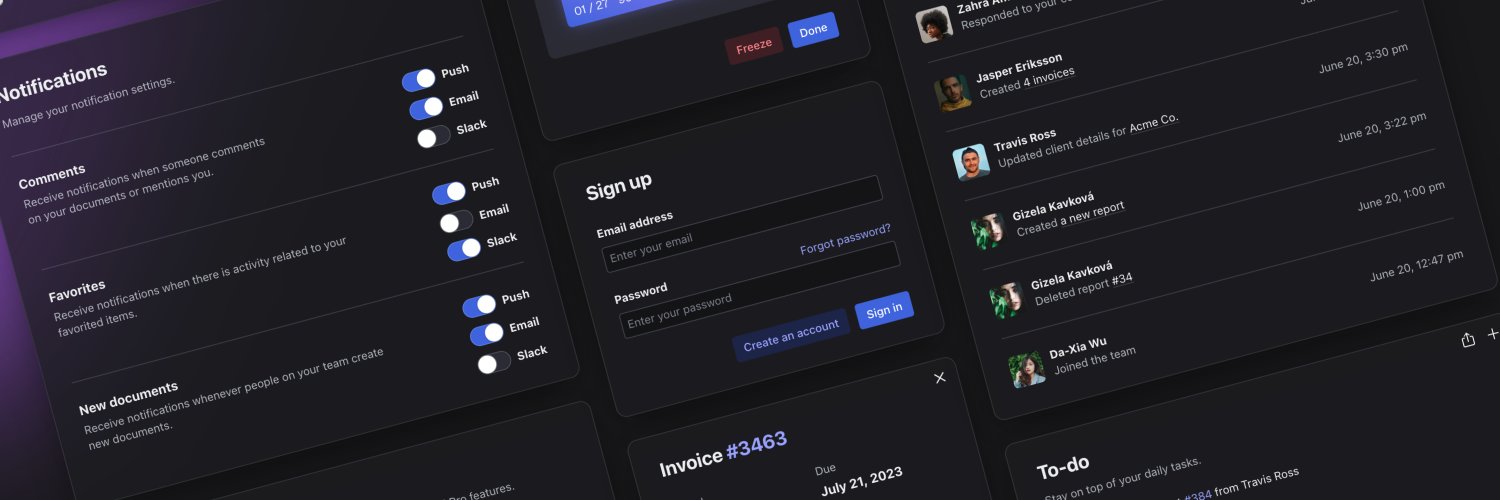 Notifications
Manage your notification settings.
Comments
Receive notifications when someone comments
on your documents or mentions you.
Push
Email
Slack
Favorites
Receive notifications when there is activity related to your
favorited items.
Push
Email
Slack
New documents
Receive notifications whenever people on your team create
new documents.
Push
Email
Slack
Pro features.
01 / 27
Freeze
Done
Sign up
Email address
Enter your email
Password
Forgot password?
Enter your password
Create an account
Sign in
Invoice #3463
Due
July 21, 2023
Zahra
Responded to your
Jasper Eriksson
Created 4 invoices
June 20, 3:30 pm
Travis Ross
Updated client details for Acme Co.
June 20, 3:22 pm
Gizela Kavková
Created a new report
June 20, 1:00 pm
Gizela Kavková
Deleted report #34
June 20, 12:47 pm
Da-Xia Wu
Joined the team
To-do
Stay on top of your daily tasks.
#384 from Travis Ross